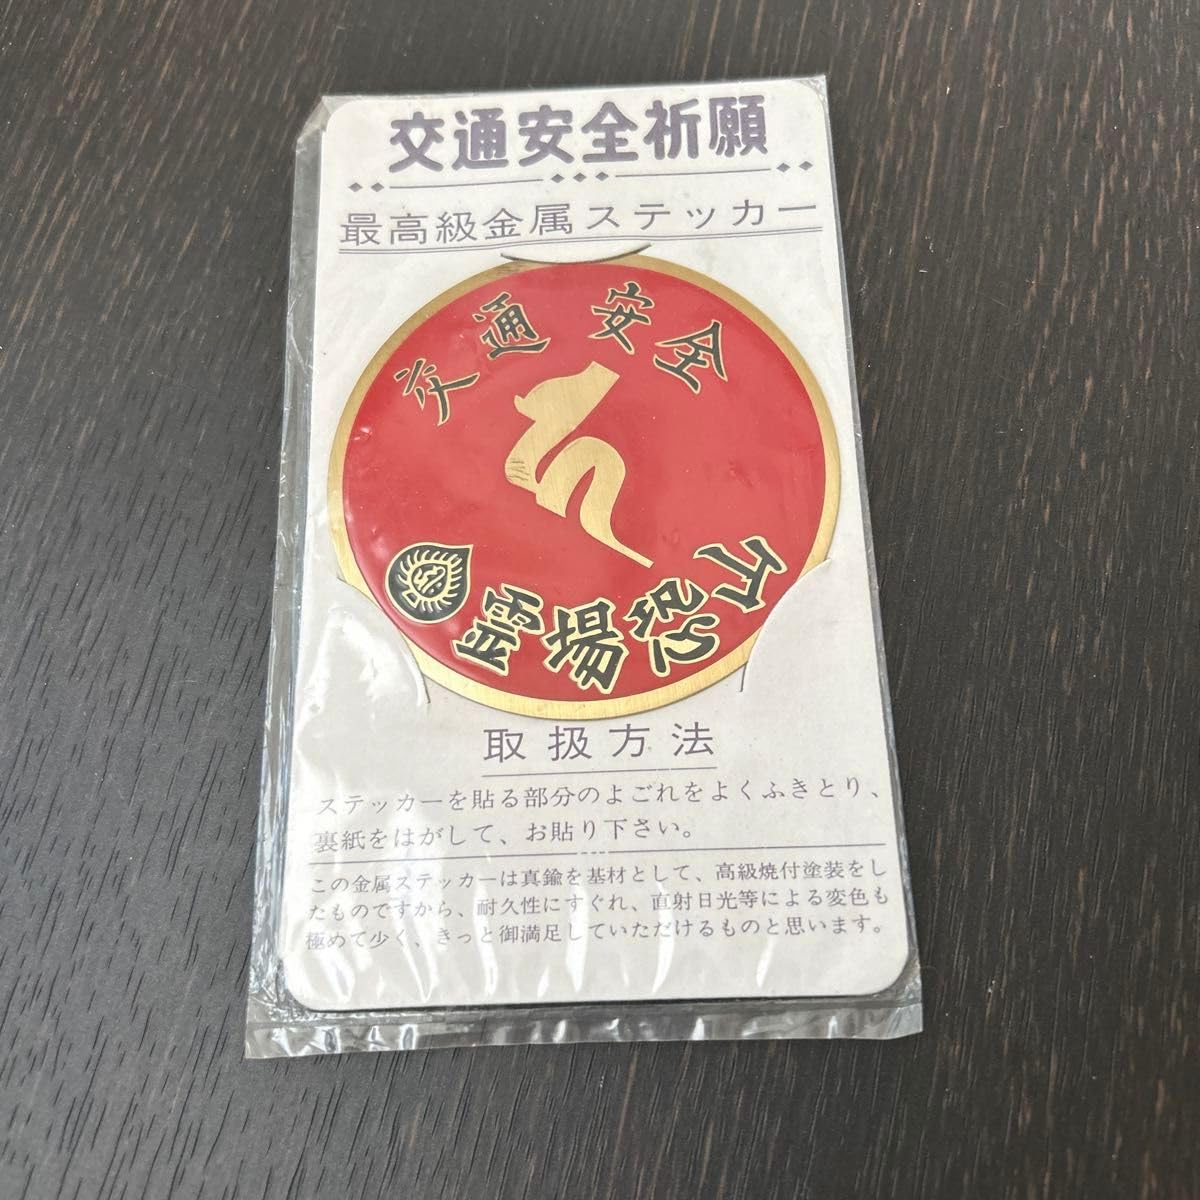 交通安全祈願
最高級金属ステッカー
交通安全
霊場恐山
取扱方法
ステッカーを貼る部分のよごれをよくふきとり、
裏紙をはがして、お貼り下さい。
この金属ステッカーは真鍮を基材として、高級焼付塗装をし
たものですから、耐久性にすぐれ、直射日光等による変色も
極めて少く、きっと御満足していただけるものと思います。